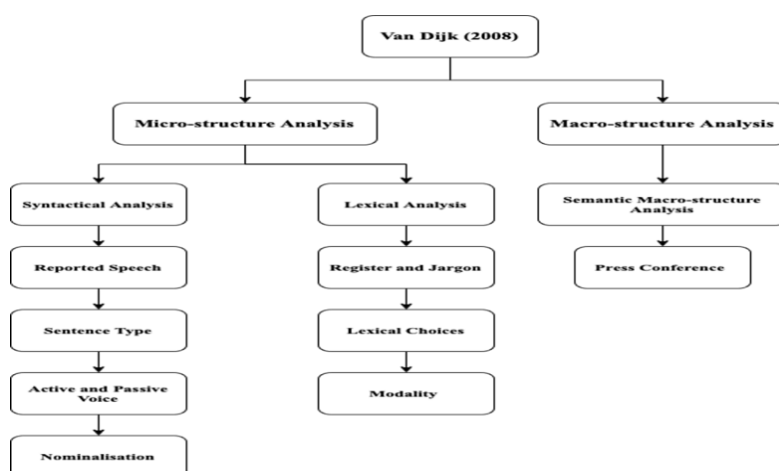 Van Dijk (2008)
Micro-structure Analysis
Macro-structure Analysis
Syntactical Analysis
Lexical Analysis
Semantic Macro-structure
Analysis
Reported Speech
Register and Jargon
Press Conference
Sentence Type
Lexical Choices
Active and Passive
Voice
Modality
Nominalisation